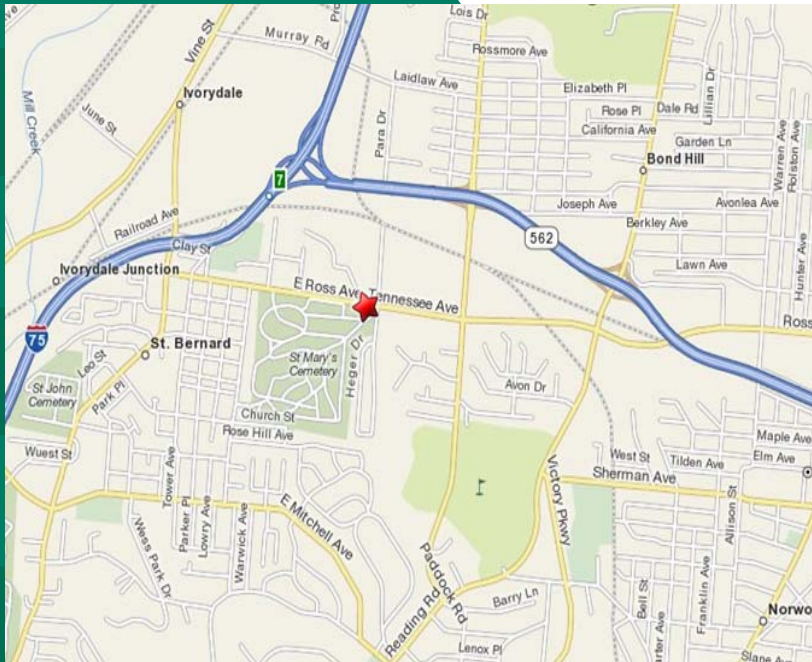 Lois Dr
Vine St
Murray Rd
Rossmore Ave
Laidlaw Ave
Elizabeth Pl
Lillian Dr
Ivorydale
Mill Creek
June St
Rose Pl
Dale Rd
California Ave
Garden Ln
Warren Ave
Rolston Ave
Para Dr
Bond Hill
7
Joseph Ave
Avonlea Ave
Berkley Ave
Railroad Ave
Clay St
562
Lawn Ave
Hunter Ave
Ivorydale Junction
E Ross Ave
Tennessee Ave
Ross
75
St. Bernard
St Mary's
Cemetery
Heger Dr
Leo St
Park Pl
St John
Cemetery
Avon Dr
Church St
Rose Hill Ave
Wuest St
Maple Ave
West St
Tilden Ave
Elm Ave
Sherman Ave
Tower Ave
Parker Pl
Lowry Ave
Warwick Ave
E Mitchell Ave
Victory Pkwy
Allison St
Wess Park Dr
Paddock Rd
Reading Rd
Barry Ln
Bell St
Franklin Ave
Norwo
Lenox Pl
arter Ave
Slane Ave